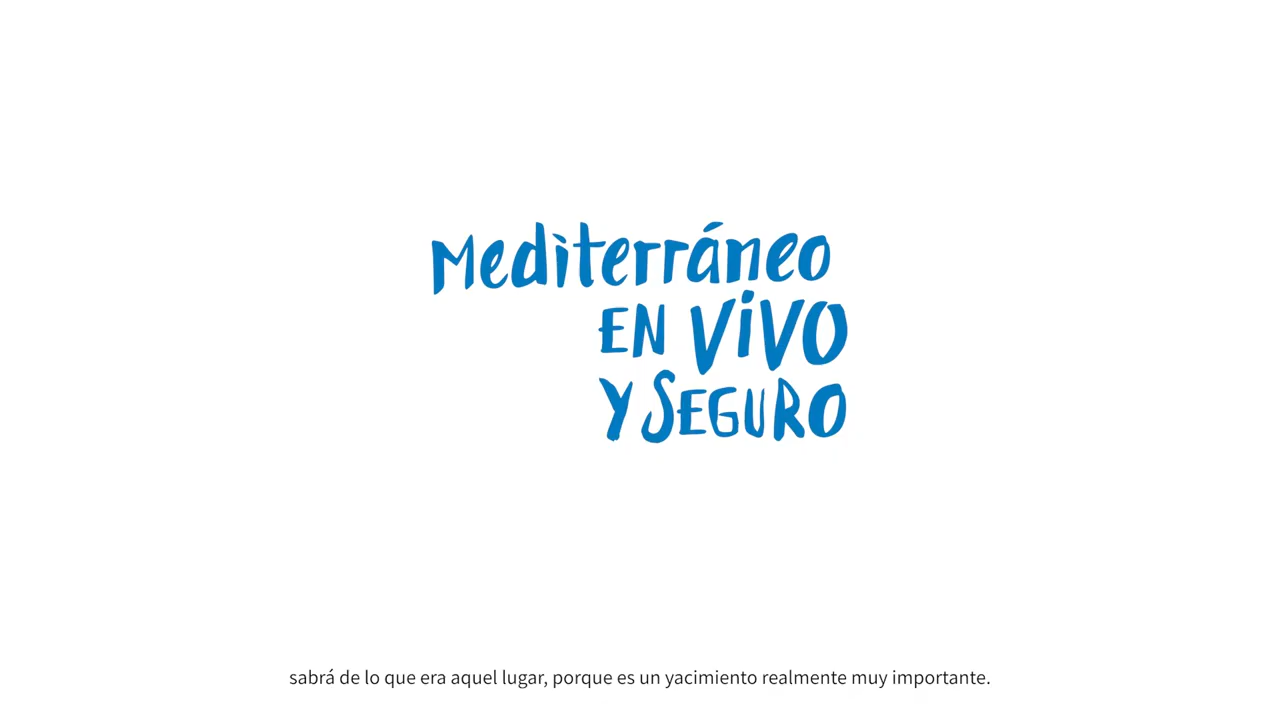 Mediterráneo
EN ViVO
Y SEGURO
sabrá de lo que era aquel lugar, porque es un yacimiento realmente muy importante.